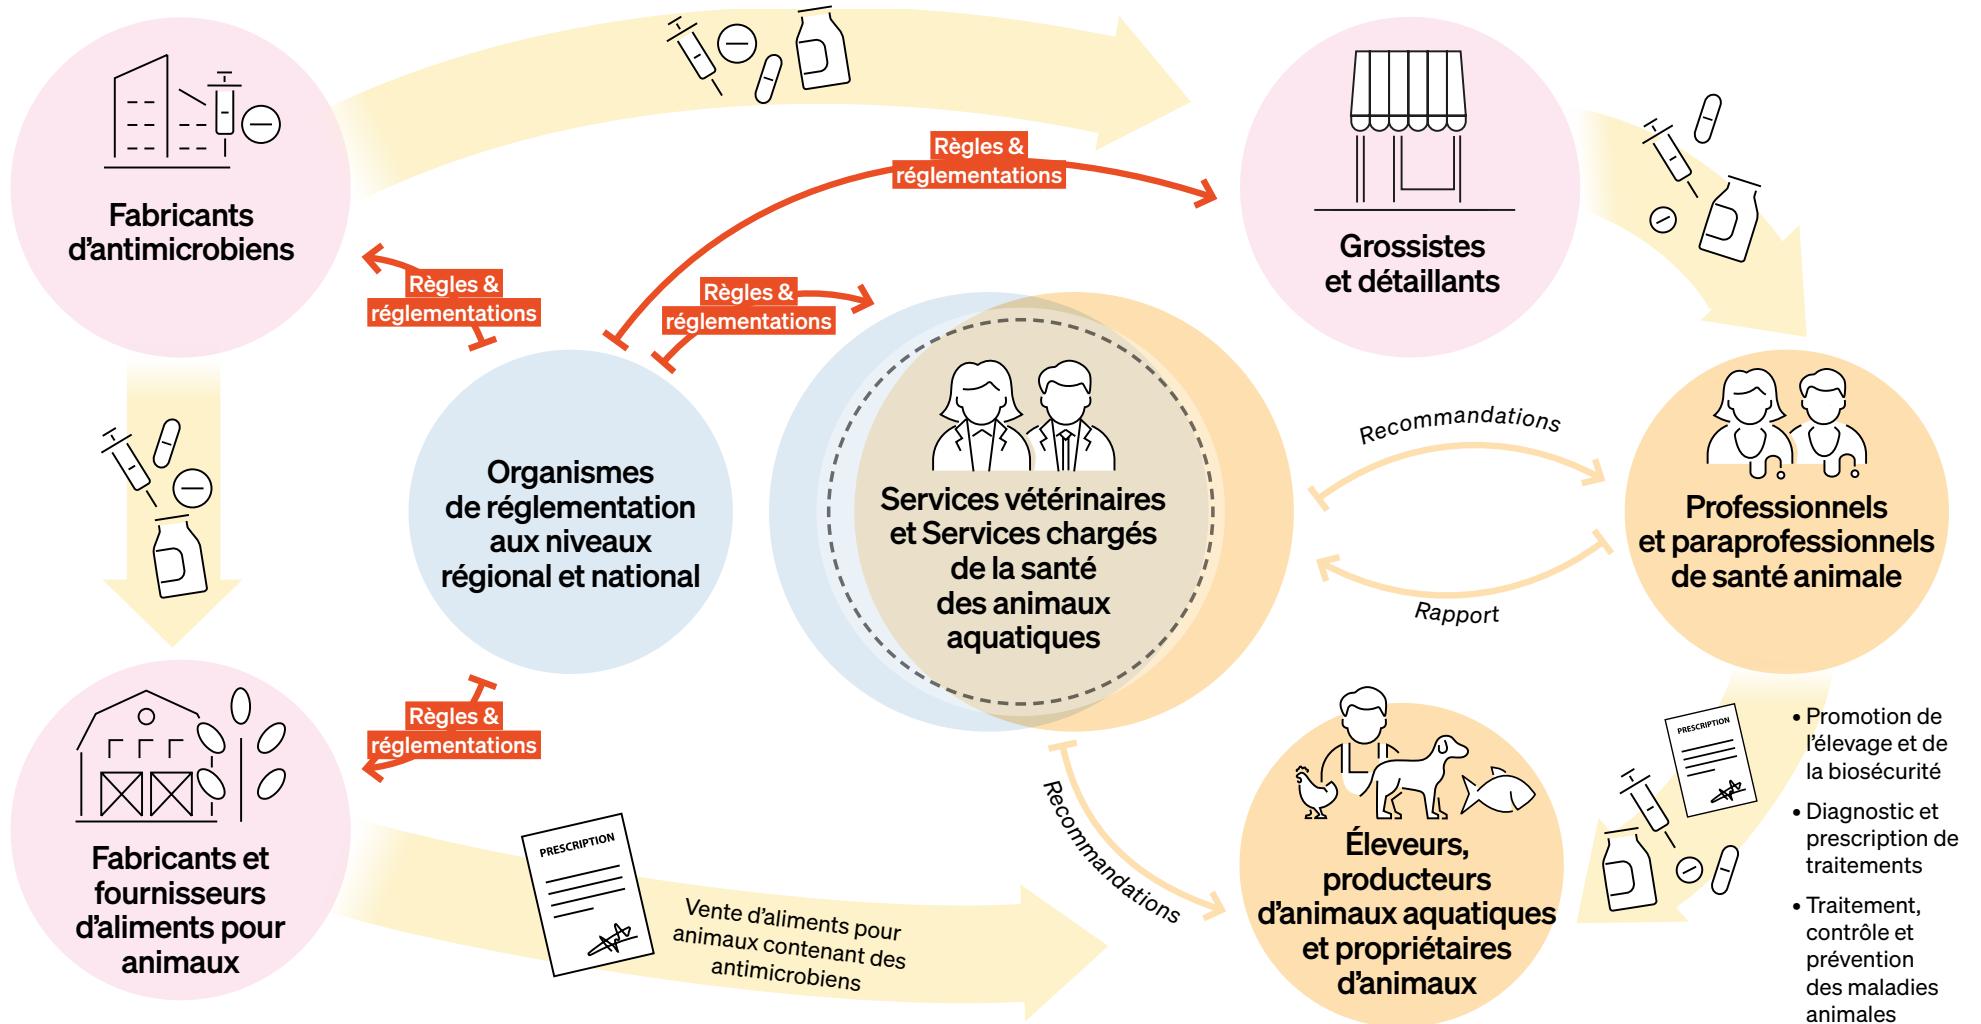 Fabricants
d'antimicrobiens
Règles &
réglementations
Grossistes
et détaillants
Règles &
réglementations
Règles &
réglementations
Organismes
de réglementation
aux niveaux
régional et national
Services vétérinaires
et Services chargés
de la santé
des animaux
aquatiques
Recommandations
Rapport
Professionnels
et paraprofessionnels
de santé animale
Règles &
réglementations
Fabricants et
fournisseurs
d'aliments pour
animaux
PRESCRIPTION
Vente d'aliments pour
animaux contenant des
antimicrobiens
Recommandations
Éleveurs,
producteurs
d'animaux aquatiques
et propriétaires
d'animaux
PRESCRIPTION
• Promotion de
l'élevage et de
la biosécurité
• Diagnostic et
prescription de
traitements
• Traitement,
contrôle et
prévention
des maladies
animales